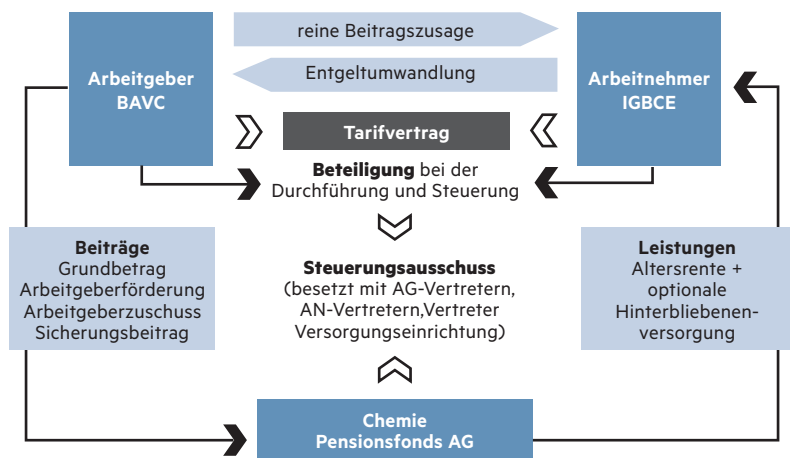 reine Beitragszusage
Entgeltumwandlung
Arbeitgeber
BAVC
Arbeitnehmer
IGBCE
Tarifvertrag
Beteiligung bei der
Durchführung und Steuerung
Beiträge
Grundbetrag
Arbeitgeberförderung
Arbeitgeberzuschuss
Sicherungsbeitrag
Steuerungsausschuss
(besetzt mit AG-Vertretern,
AN-Vertretern,Vertreter
Versorgungseinrichtung)
Leistungen
Altersrente +
optionale
Hinterbliebenen-
versorgung
Chemie
Pensionsfonds AG